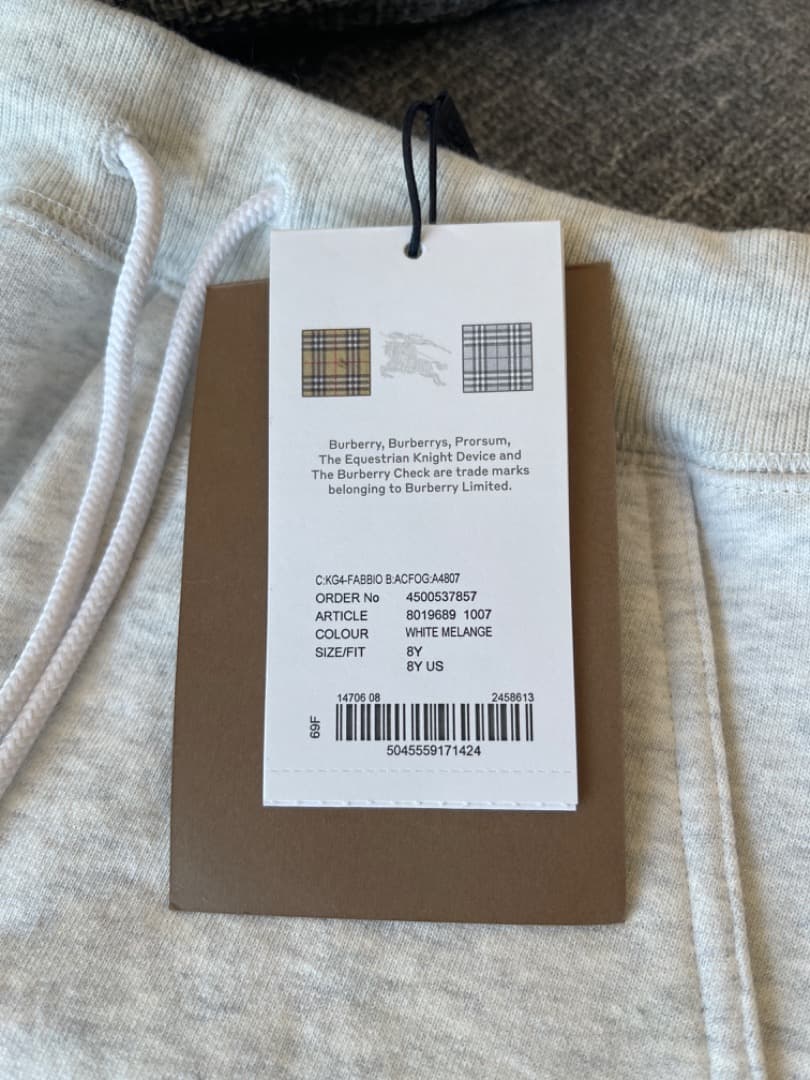 Burberry, Burberrys, Prorsum,
The Equestrian Knight Device and
The Burberry Check are trade marks
belonging to Burberry Limited.
C:KG4-FABBIO B:ACFOG:A4807
ORDER No 4500537857
ARTICLE 8019689 1007
COLOUR WHITE MELANGE
SIZE/FIT 8Y
8Y US
14706 08 2458613
69F
5045559171424